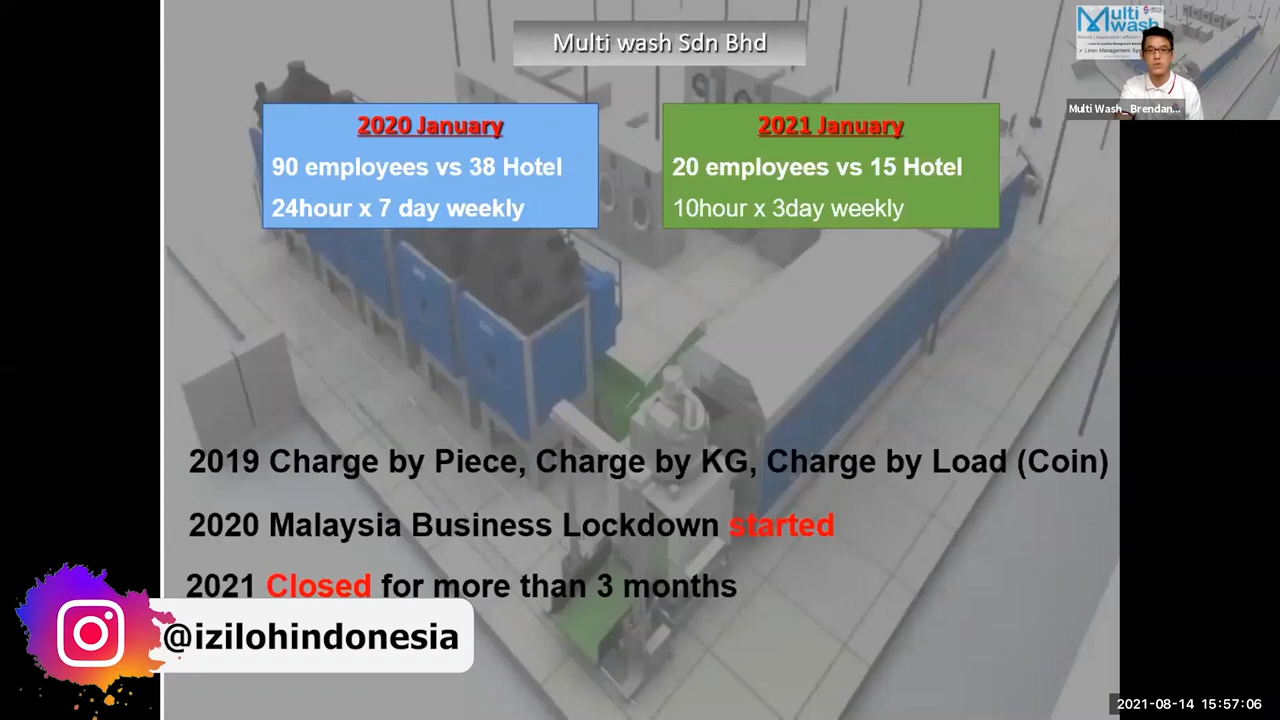 Multi wash Sdn Bhd
2020 January
90 employees vs 38 Hotel
24hour x 7 day weekly
2021 January
20 employees vs 15 Hotel
10hour x 3day weekly
2019 Charge by Piece, Charge by KG, Charge by Load (Coin)
2020 Malaysia Business Lockdown started
2021 Closed for more than 3 months
@izilohindonesia
Multi
wash
Multi Wash_ Brendan...
2021-08-14 15:57:06